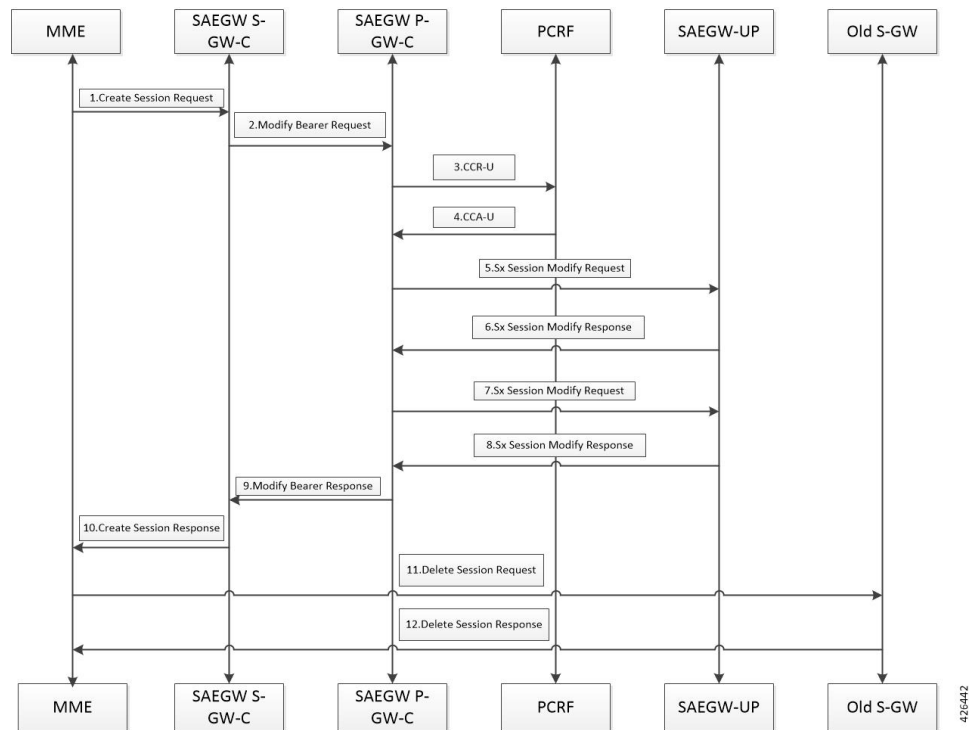 MME
SAEGW S-
GW-C
SAEGW P-
GW-C
PCRF
SAEGW-UP
Old S-GW
1.Create Session Request
2.Modify Bearer Request
3.CCR-U
4.CCA-U
5.Sx Session Modify Request
6.Sx Session Modify Response
7.Sx Session Modify Request
8.Sx Session Modify Response
9.Modify Bearer Response
10.Create Session Response
11.Delete Session Request
12.Delete Session Response
MME
SAEGW S-
GW-C
SAEGW P-
GW-C
PCRF
SAEGW-UP
Old S-GW
426442